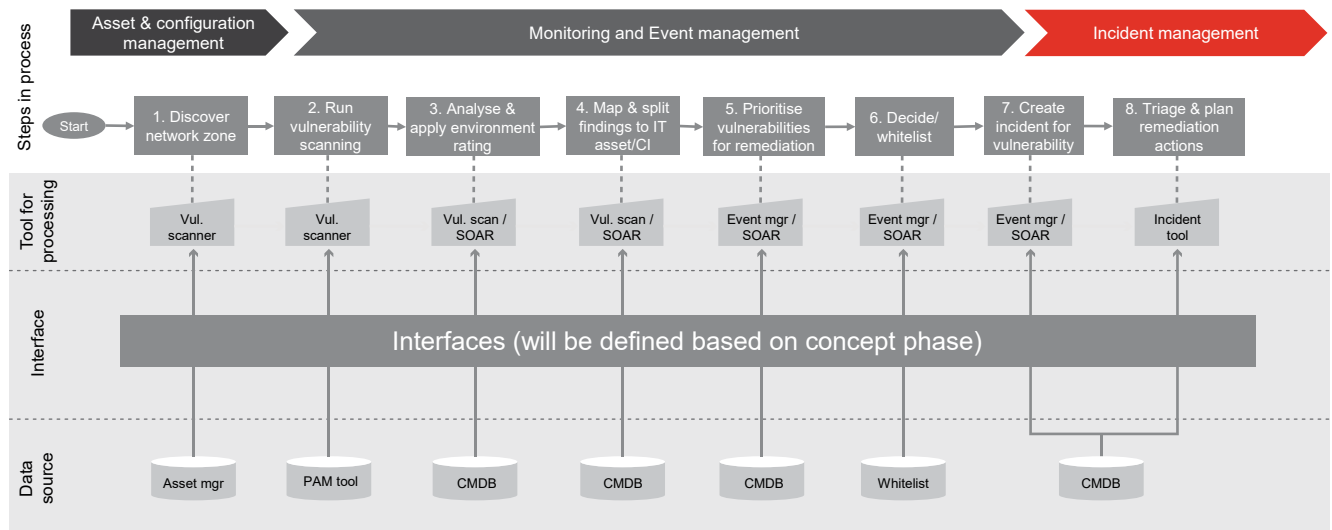 Asset & configuration
management
Monitoring and Event management
Incident management
Steps in process
Start
1. Discover
network zone
2. Run
vulnerability
scanning
3. Analyse &
apply environment
rating
4. Map & split
findings to IT
asset/CI
5. Prioritise
vulnerabilities
for remediation
6. Decide/
whitelist
7. Create
incident for
vulnerability
8. Triage & plan
remediation
actions
Tool for
processing
Vul.
scanner
Vul.
scanner
Vul. scan /
SOAR
Vul. scan /
SOAR
Event mgr /
SOAR
Event mgr /
SOAR
Event mgr /
SOAR
Incident
tool
Interface
Interfaces (will be defined based on concept phase)
Data
source
Asset mgr
PAM tool
CMDB
CMDB
CMDB
Whitelist
CMDB